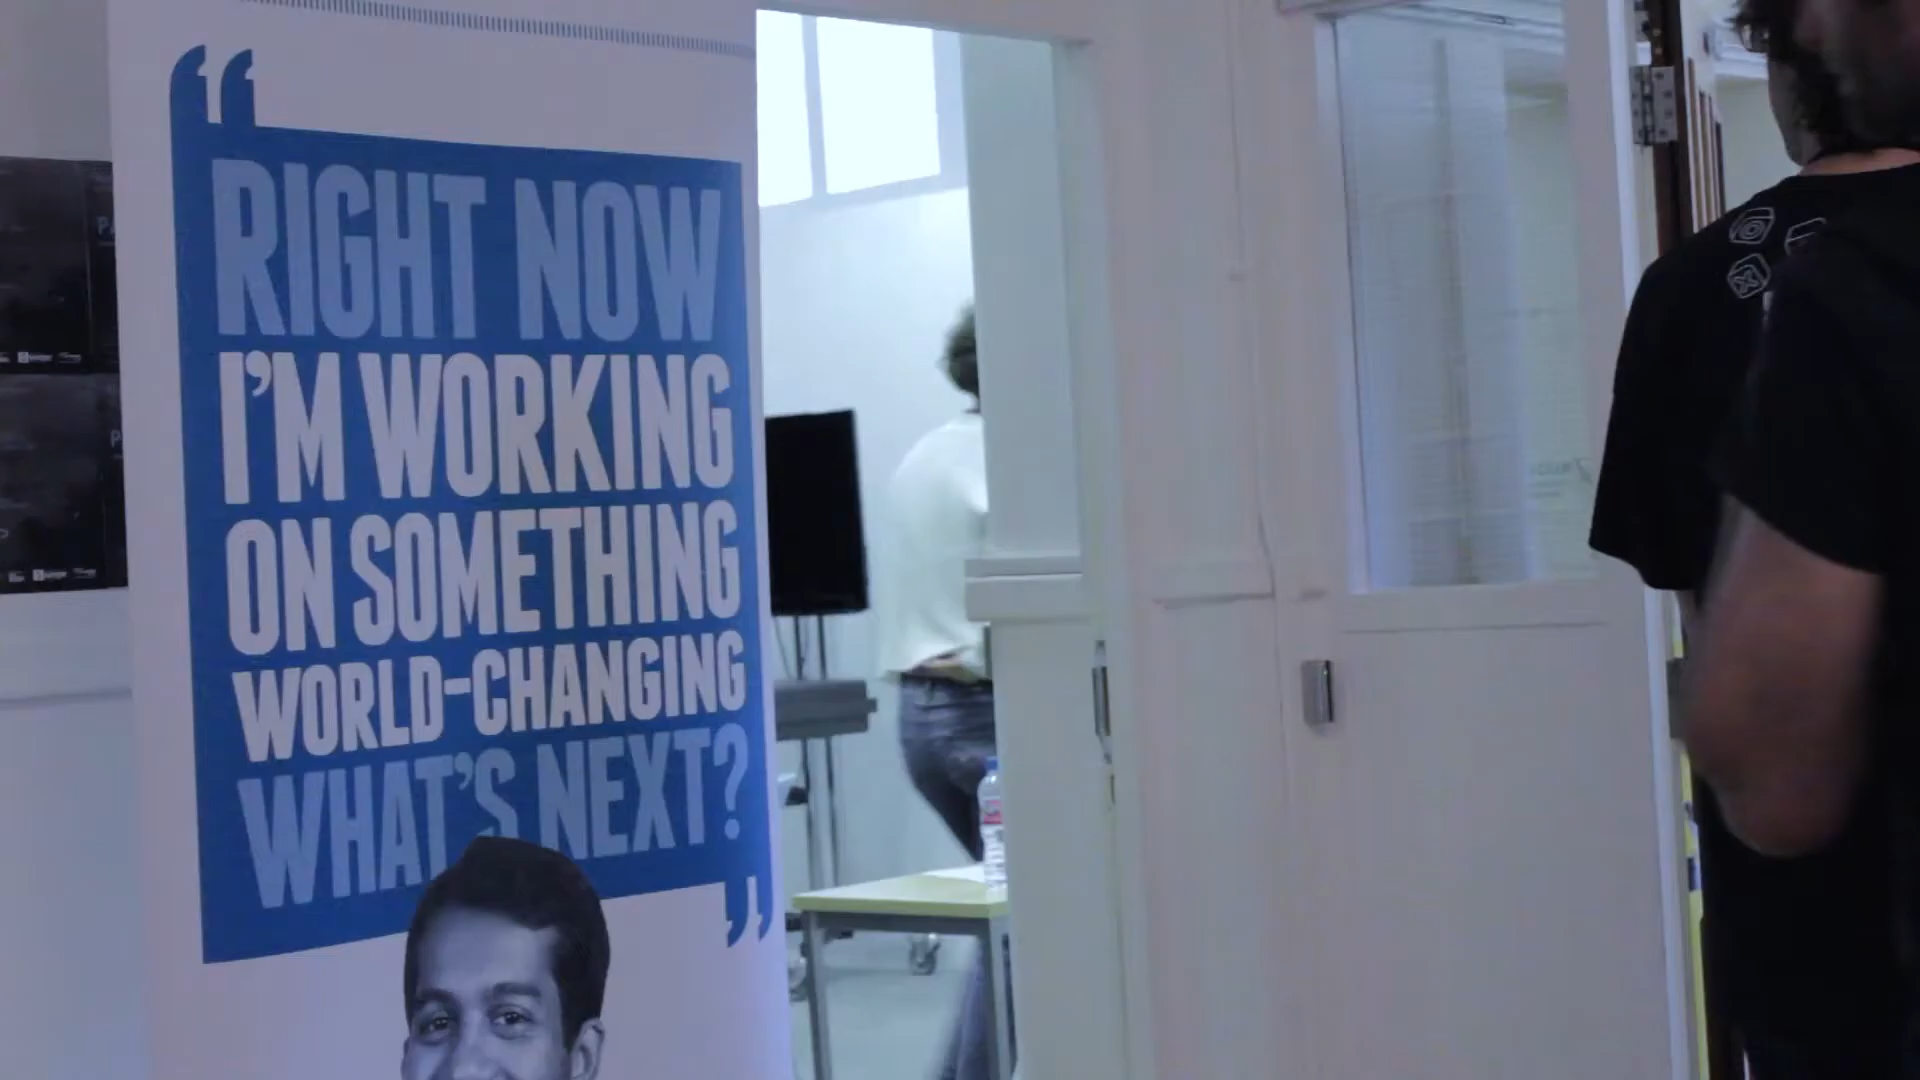 RIGHT NOW
I'M WORKING
ON SOMETHING
WORLD-CHANGING
WHAT'S NEXT?